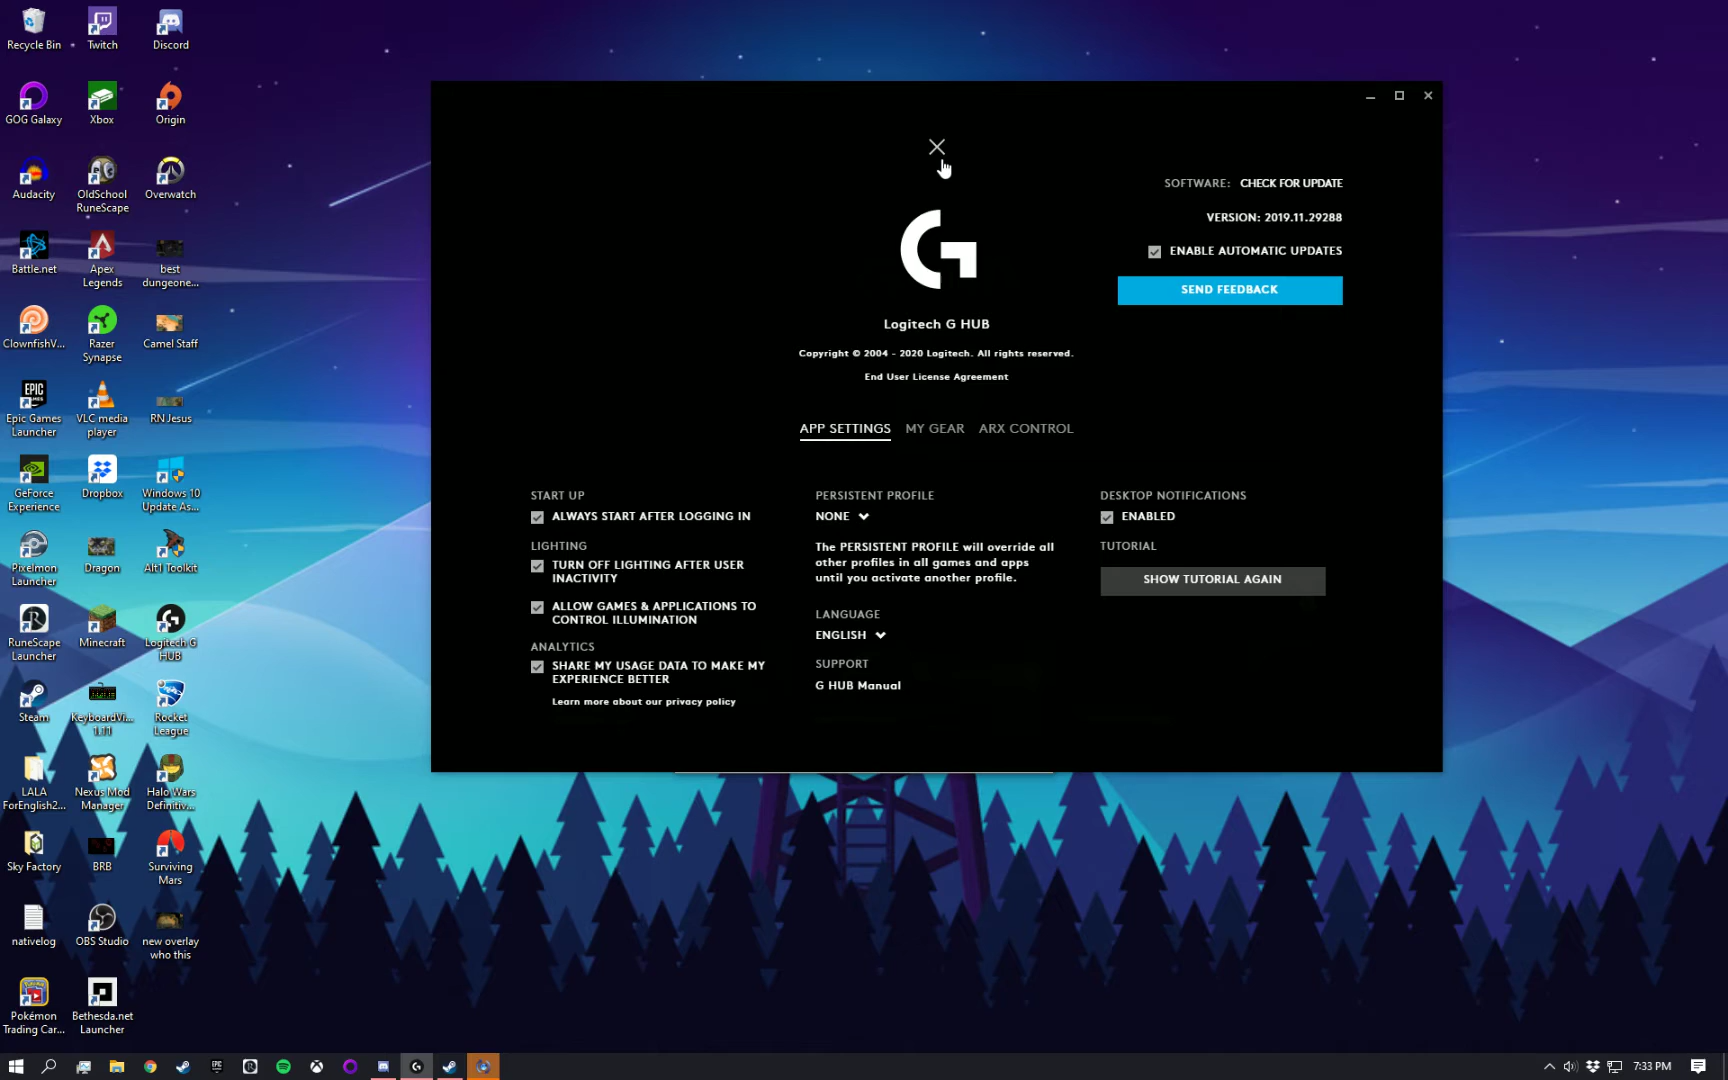 Recycle Bin
Twitch
Discord
GOG Galaxy
Xbox
Origin
Audacity
OldSchool
RuneScape
Overwatch
Battle.net
Apex
Legends
best
dungeone...
ClownfishV...
Razer
Synapse
Camel Staff
EPIC
GAMES
Epic Games
Launcher
VLC media
player
RNJesus
GeForce
Experience
Dropbox
Windows 10
Update As...
Pixelmon
Launcher
Dragon
Alt1 Toolkit
RuneScape
Launcher
Minecraft
Logitech G
HUB
Steam
KeyboardVi...
1.11
Rocket
League
LALA
ForEnglish2...
Nexus Mod
Manager
Halo Wars
Definitiv...
Sky Factory
BRB
Surviving
Mars
nativelog
OBS Studio
new overlay
who this
Pokémon
Trading Car...
Bethesda.net
Launcher
SOFTWARE: CHECK FOR UPDATE
VERSION: 2019.11.29288
ENABLE AUTOMATIC UPDATES
SEND FEEDBACK
Logitech G HUB
Copyright © 2004 - 2020 Logitech. All rights reserved.
End User License Agreement
APP SETTINGS MY GEAR ARX CONTROL
START UP
ALWAYS START AFTER LOGGING IN
LIGHTING
TURN OFF LIGHTING AFTER USER
INACTIVITY
ALLOW GAMES & APPLICATIONS TO
CONTROL ILLUMINATION
ANALYTICS
SHARE MY USAGE DATA TO MAKE MY
EXPERIENCE BETTER
Learn more about our privacy policy
PERSISTENT PROFILE
NONE
The PERSISTENT PROFILE will override all
other profiles in all games and apps
until you activate another profile.
LANGUAGE
ENGLISH
SUPPORT
G HUB Manual
DESKTOP NOTIFICATIONS
ENABLED
TUTORIAL
SHOW TUTORIAL AGAIN
EPIC
7:33 PM